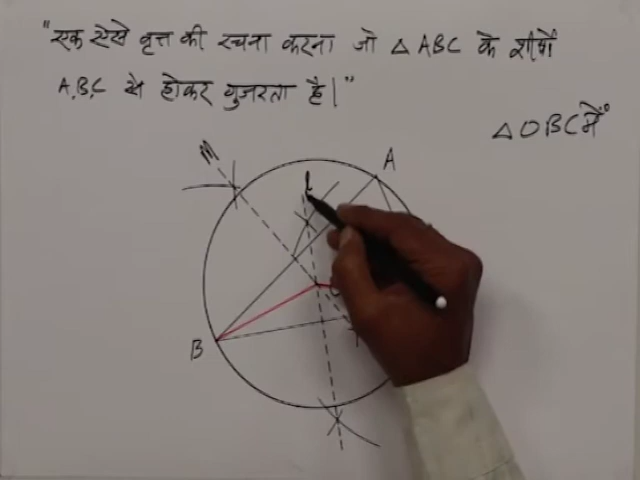 "एक ऐसे वृत्त की रचना करना जो △ ABC के शीर्षों
A,B,C से होकर गुजरता है।"
△OBC में
M
l
A
B